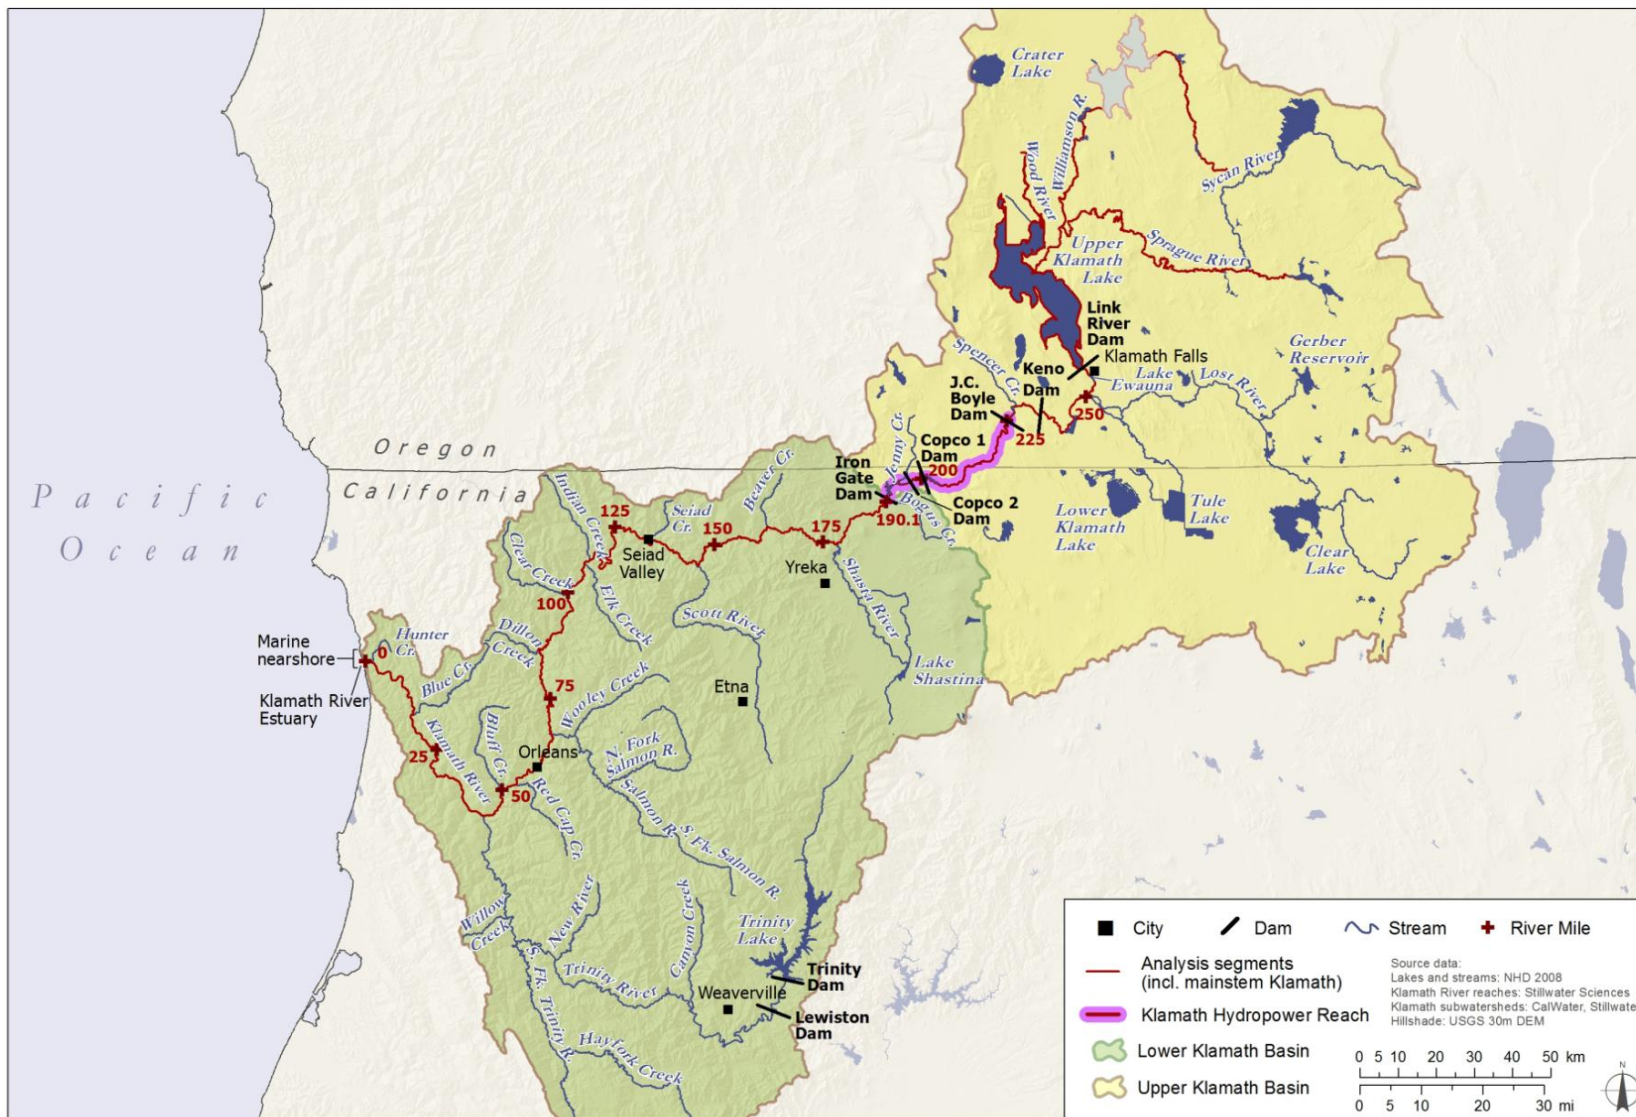 Crater
Lake
Williamson R.
Wood River
Sycan River
Sprague River
Upper
Klamath
Lake
Link
River
Dam
Klamath Falls
Keno
Dam
Lake
Ewauna
Lost River
Gerber
Reservoir
Spencer Cr.
J.C.
Boyle
Dam
250
225
Jenny Cr.
Copco 1
Dam
200
Iron
Gate
Dam
Copco 2
Dam
190.1
Bogus Cr.
Lower
Klamath
Lake
Tule
Lake
Clear
Lake
Oregon
California
Pacific
Ocean
Indian Creek
Beaver Cr.
Seiad
Cr.
125
150
175
Seiad
Valley
Yreka
Clear Creek
100
Elk Creek
Scott River
Shasta River
Lake
Shastina
Marine
nearshore
Klamath River
Estuary
0
Hunter
Cr.
Blue Cr.
Dillon
Creek
75
Wooley Creek
Etna
25
Klamath River
Bluff Cr.
Orleans
50
Red Cap Cr.
N. Fork
Salmon R.
Salmon R.
S. Fk. Salmon R.
Willow
Creek
New River
Canyon Creek
Trinity
Lake
S. Fk. Trinity R.
Trinity River
Trinity
Dam
Weaverville
Lewiston
Dam
Hayfork Creek
City
Dam
Stream
River Mile
Analysis segments
(incl. mainstem Klamath)
Klamath Hydropower Reach
Lower Klamath Basin
Upper Klamath Basin
Source data:
Lakes and streams: NHD 2008
Klamath River reaches: Stillwater Sciences
Klamath subwatersheds: CalWater, Stillwate
Hillshade: USGS 30m DEM
0 5 10 20 30 40 50 km
0 5 10 20 30 mi
N